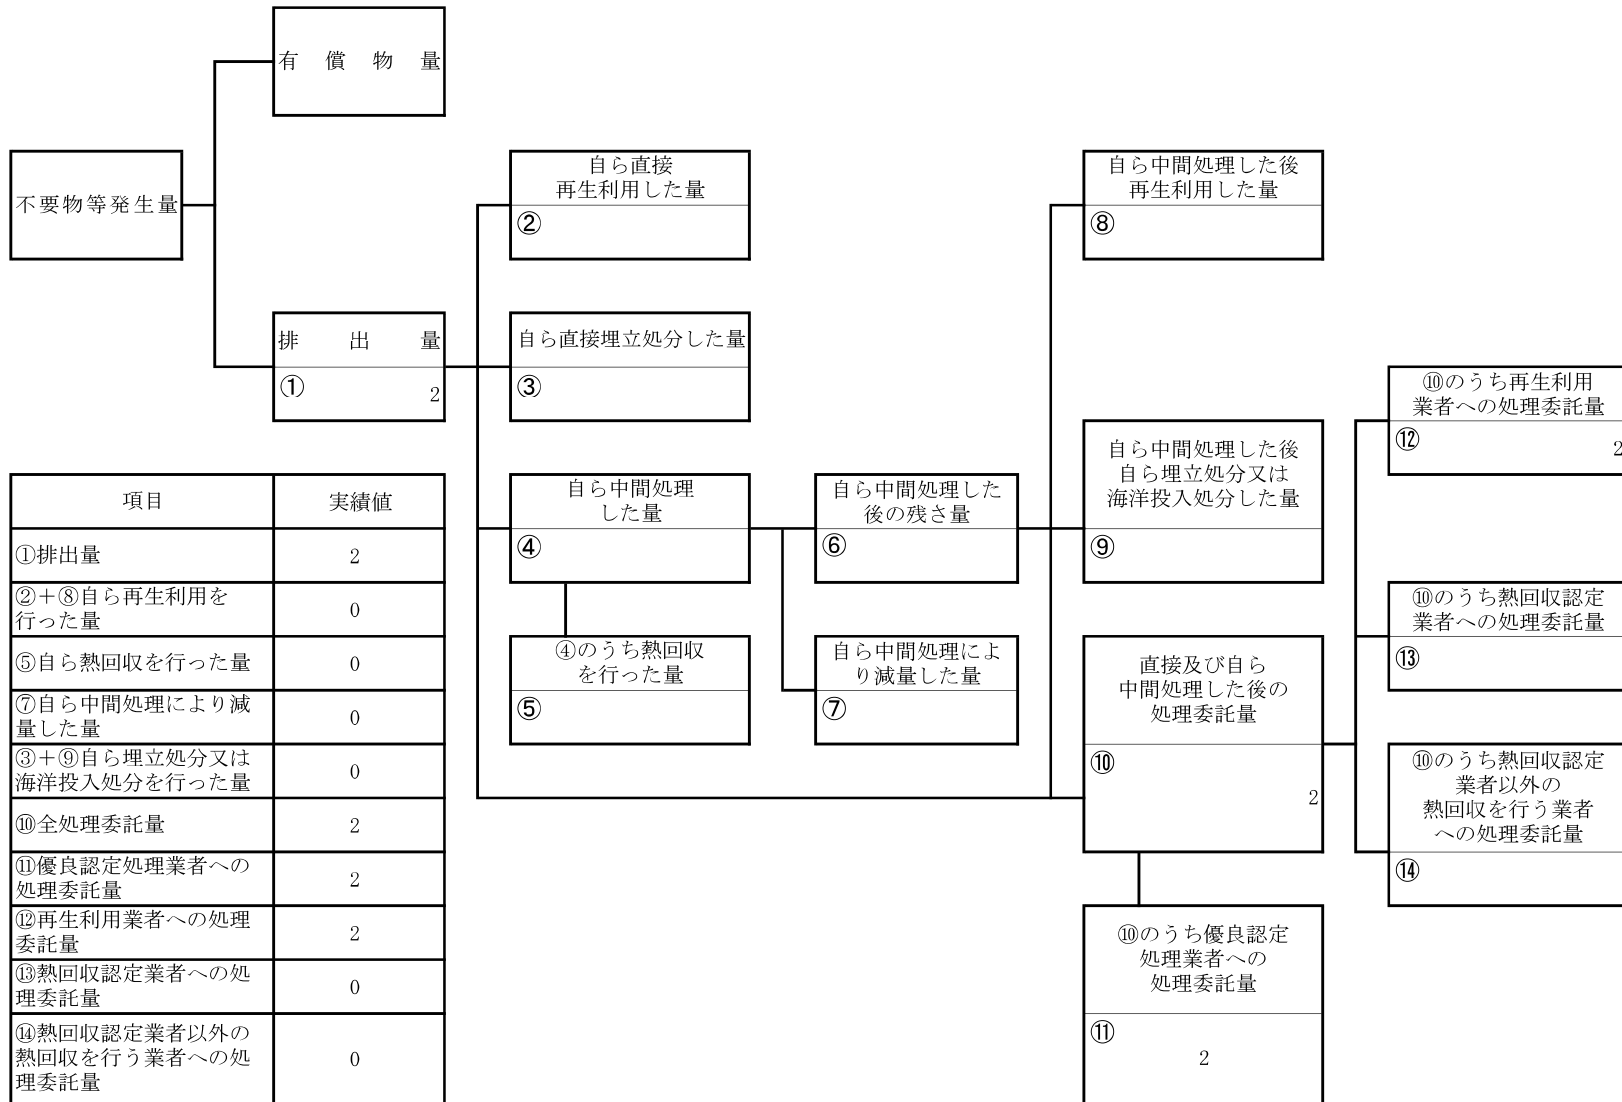 有償物量
不要物等発生量
排出量
①
2
自ら直接
再生利用した量
②
自ら直接埋立処分した量
③
自ら中間処理
した量
④
④のうち熱回収
を行った量
⑤
自ら中間処理した
後の残さ量
⑥
自ら中間処理によ
り減量した量
⑦
自ら中間処理した後
再生利用した量
⑧
自ら中間処理した後
自ら埋立処分又は
海洋投入処分した量
⑨
直接及び自ら
中間処理した後の
処理委託量
⑩
2
⑩のうち優良認定
処理業者への
処理委託量
⑪
2
⑩のうち再生利用
業者への処理委託量
⑫
2
⑩のうち熱回収認定
業者への処理委託量
⑬
⑩のうち熱回収認定
業者以外の
熱回収を行う業者
への処理委託量
⑭
項目 実績値
①排出量 2
②+⑧自ら再生利用を
行った量 0
⑤自ら熱回収を行った量 0
⑦自ら中間処理により減
量した量 0
③+⑨自ら埋立処分又は
海洋投入処分を行った量 0
⑩全処理委託量 2
⑪優良認定処理業者への
処理委託量 2
⑫再生利用業者への処理
委託量 2
⑬熱回収認定業者への処
理委託量 0
⑭熱回収認定業者以外の
熱回収を行う業者への処
理委託量 0